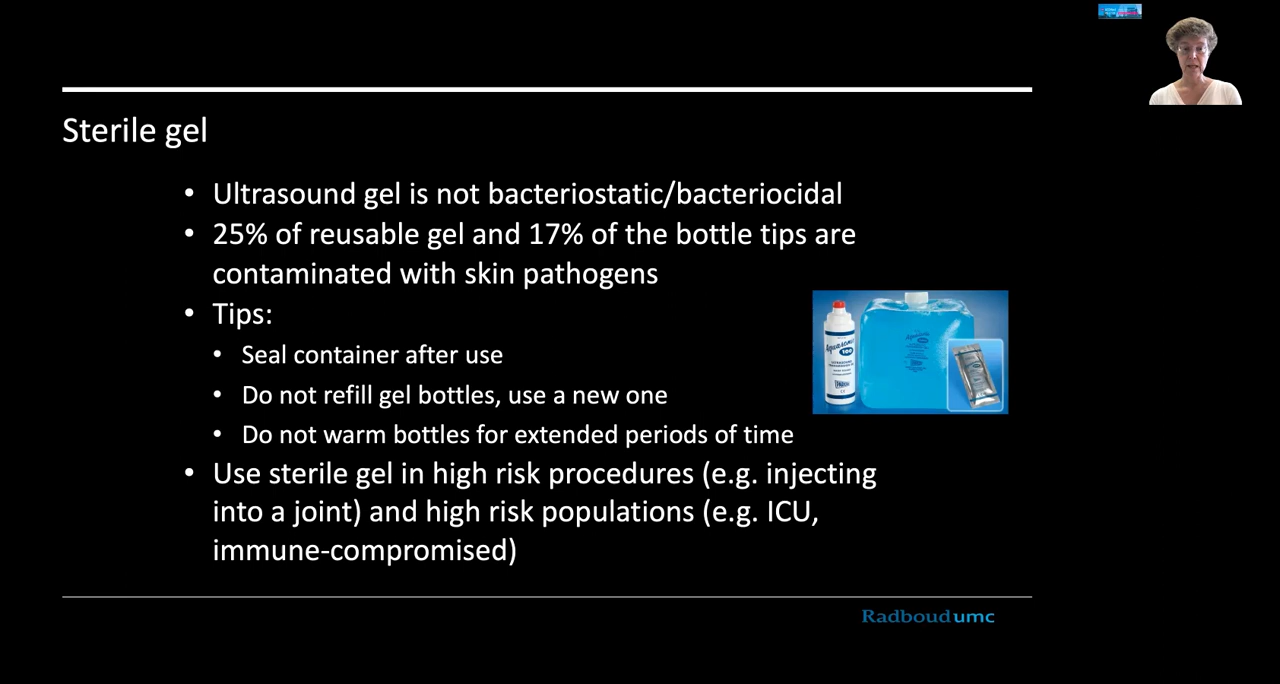 Sterile gel
• Ultrasound gel is not bacteriostatic/bacteriocidal
• 25% of reusable gel and 17% of the bottle tips are
contaminated with skin pathogens
• Tips:
• Seal container after use
• Do not refill gel bottles, use a new one
• Do not warm bottles for extended periods of time
• Use sterile gel in high risk procedures (e.g. injecting
into a joint) and high risk populations (e.g. ICU,
immune-compromised)
Aquasonic
100
Radboudumc